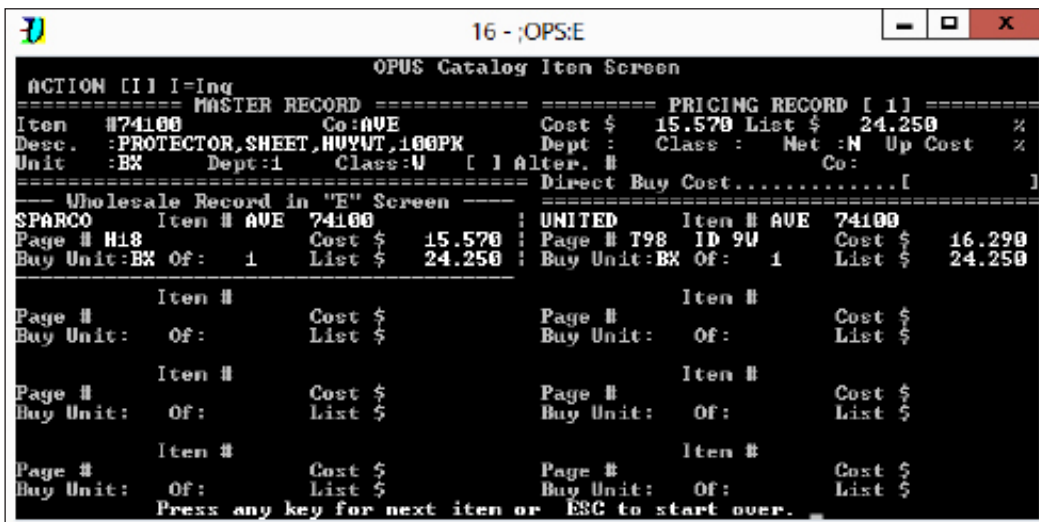 16 - ;OPS:E
OPUS Catalog Item Screen
ACTION [I] I=Inq
============= MASTER RECORD ============ ========= PRICING RECORD [ 1] =========
Item #74100 Co:AVE Cost $ 15.570 List $ 24.250 %
Desc. :PROTECTOR,SHEET,HVYWT,100PK Dept : Class : Net :N Up Cost %
Unit :BX Dept:1 Class:W [ ] Alter. # Co:
======================================== Direct Buy Cost.............[ ]
--- Wholesale Record in "E" Screen ----
SPARCO Item # AVE 74100 | UNITED Item # AVE 74100
Page # H18 Cost $ 15.570 | Page # T98 ID 9W Cost $ 16.290
Buy Unit:BX Of: 1 List $ 24.250 | Buy Unit:BX Of: 1 List $ 24.250
Item # Item #
Page # Cost $ Page # Cost $
Buy Unit: Of: List $ Buy Unit: Of: List $
Item # Item #
Page # Cost $ Page # Cost $
Buy Unit: Of: List $ Buy Unit: Of: List $
Item # Item #
Page # Cost $ Page # Cost $
Buy Unit: Of: List $ Buy Unit: Of: List $
Press any key for next item or ESC to start over. _